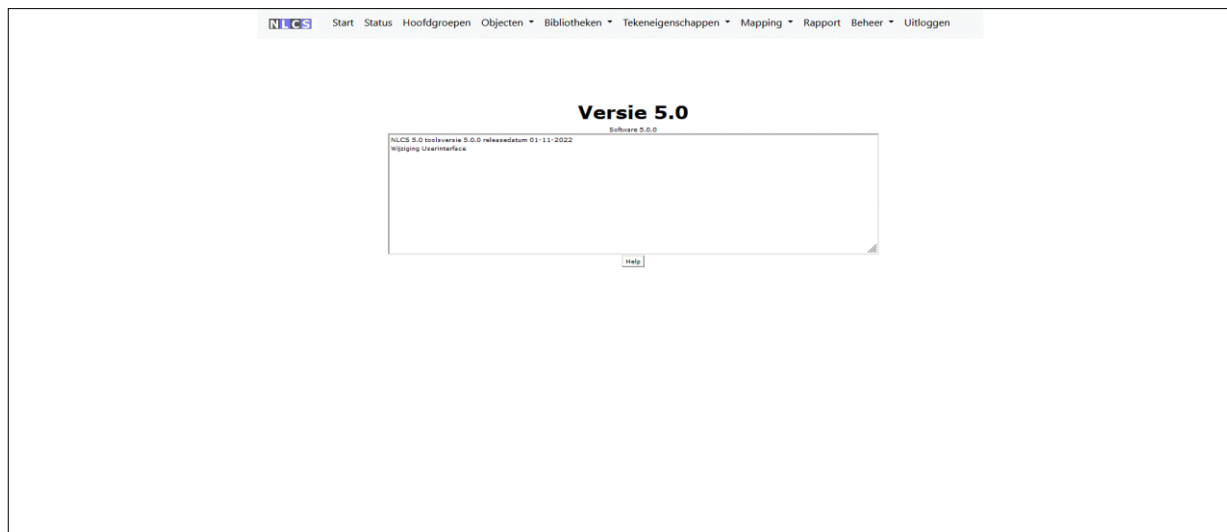 NLCS Start Status Hoofdgroepen Objecten Bibliotheken Tekeneigenschappen Mapping Rapport Beheer Uitloggen
Versie 5.0
Software 5.0.0
NLCS 5.0 toolsversie 5.0.0 releasedatum 01-11-2022
Wijziging Userinterface
Help